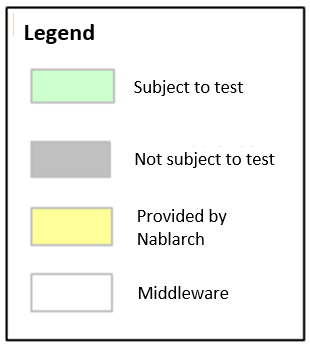 Legend
Subject to test
Not subject to test
Provided by
Nablarch
Middleware